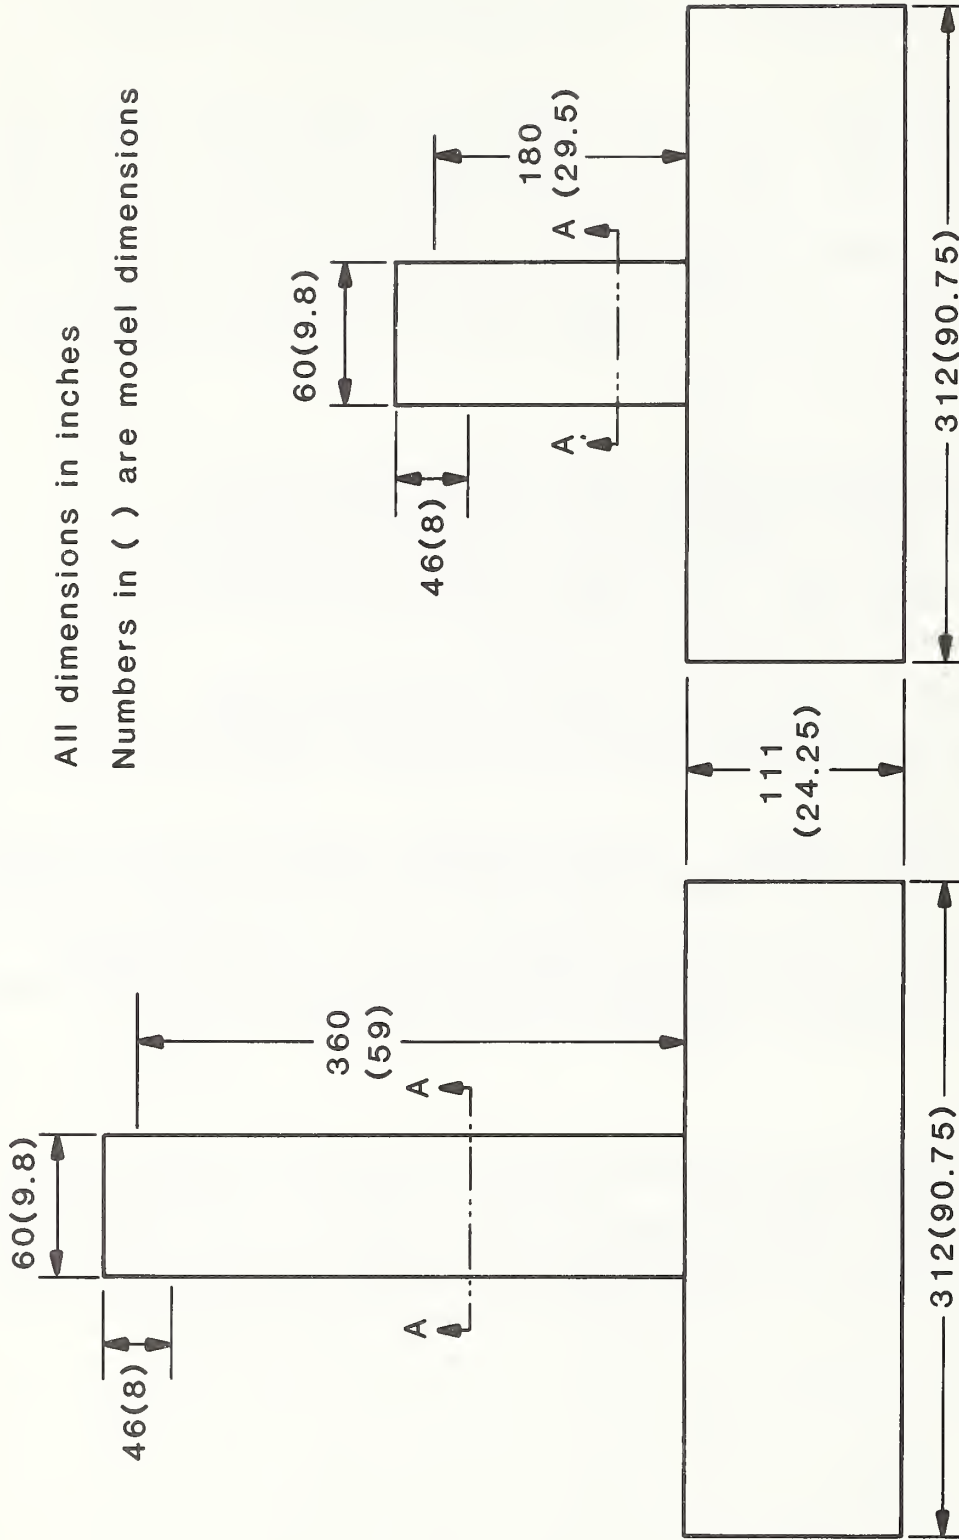 All dimensions in inches
Numbers in ( ) are model dimensions
60(9.8)
46(8)
360
(59)
A
A
312(90.75)
111
(24.25)
60(9.8)
46(8)
180
(29.5)
A
A
312(90.75)